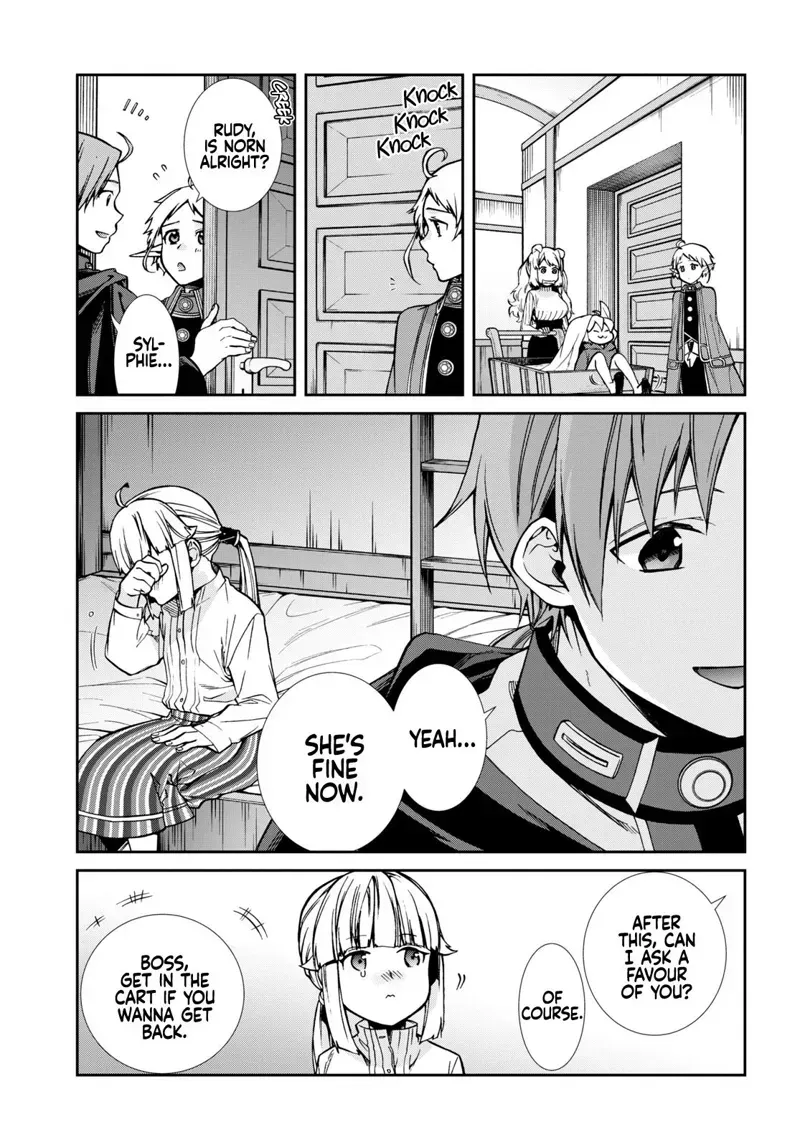 Knock
Knock
Knock
CREEK
RUDY,
IS NORN
ALRIGHT?
SYL-
PHIE...
YEAH...
SHE'S
FINE
NOW.
AFTER
THIS, CAN
I ASK A
FAVOUR
OF YOU?
OF
COURSE.
BOSS,
GET IN THE
CART IF YOU
WANNA GET
BACK.